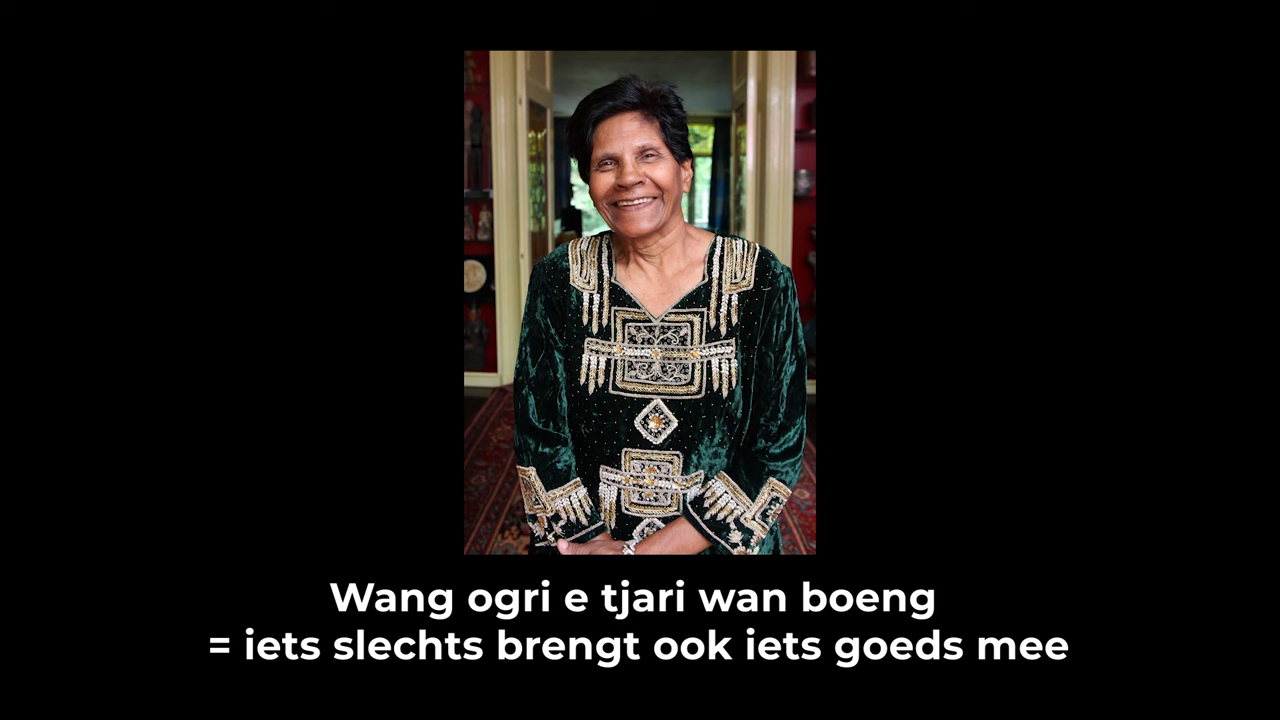 Wang ogri e tjari wan boeng
= iets slechts brengt ook iets goeds mee